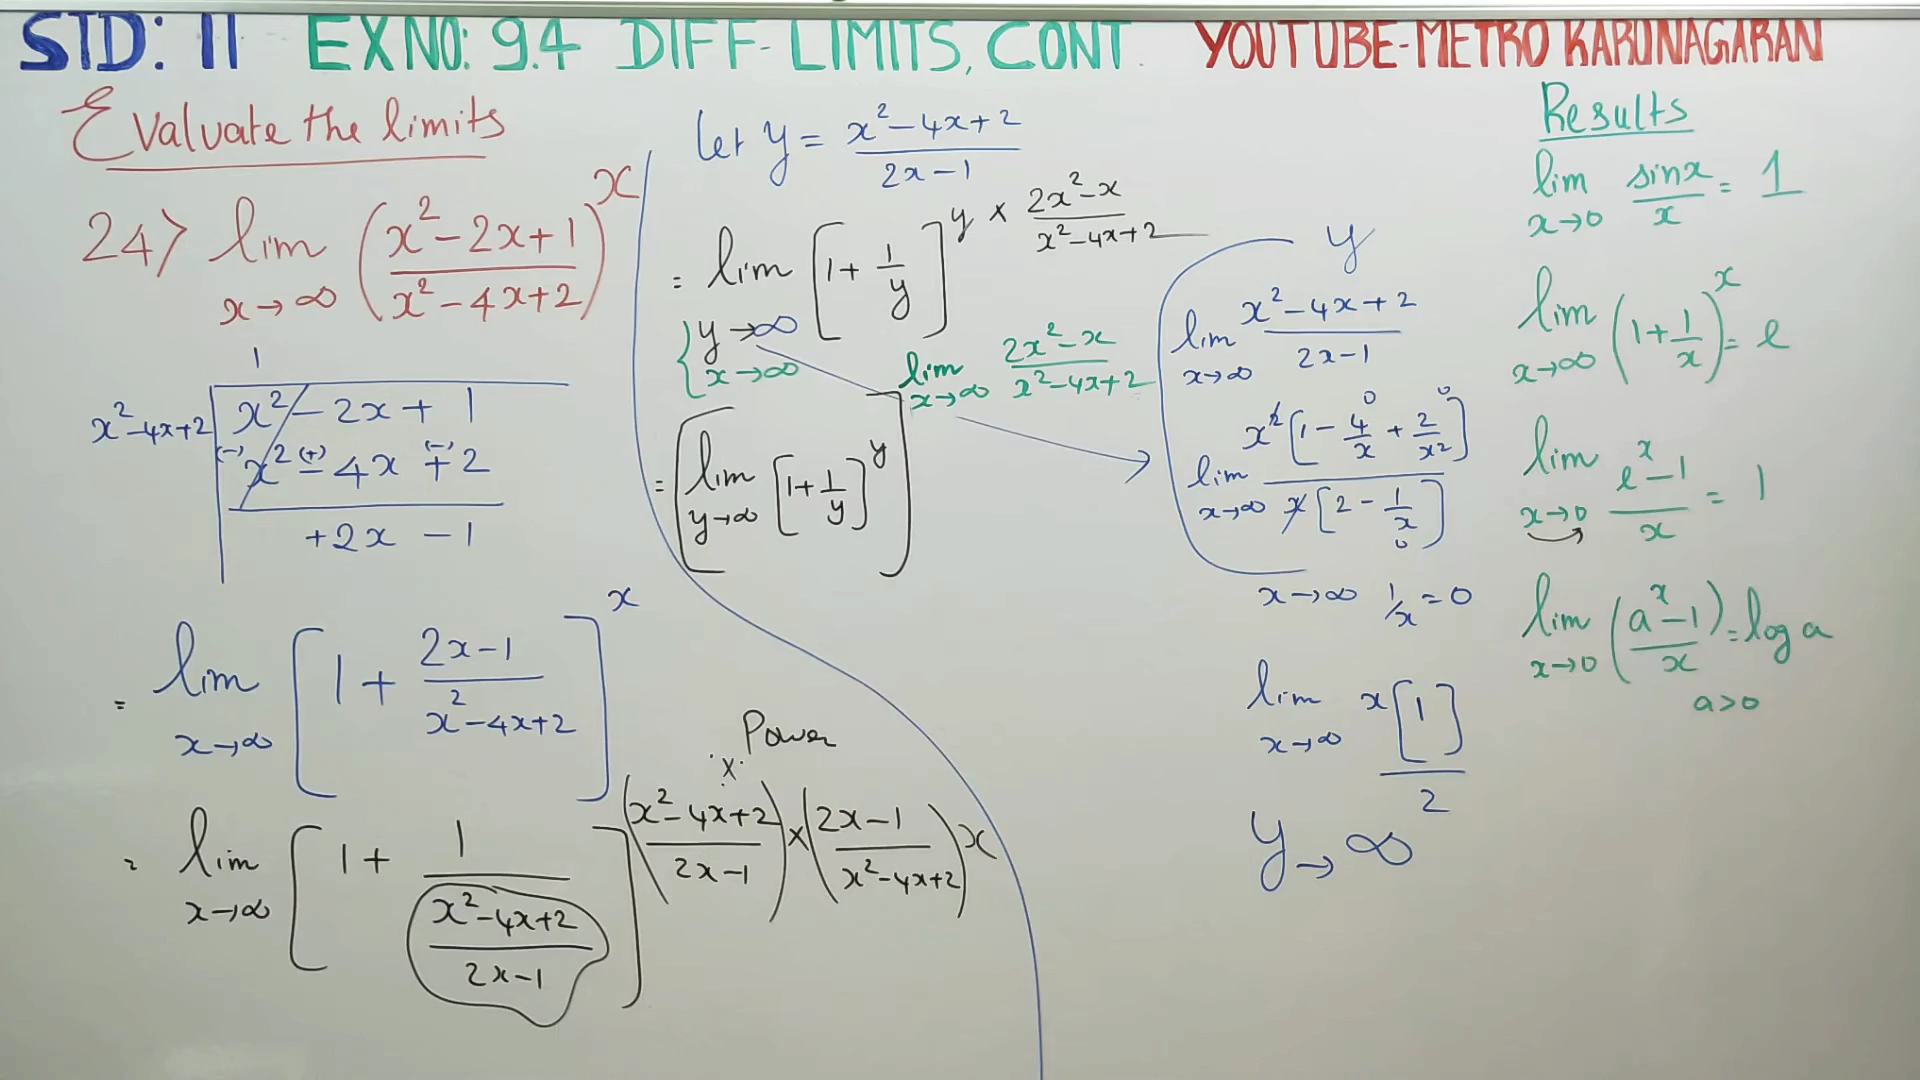 STD: 11 EX NO: 9.4 DIFF- LIMITS, CONT. YOUTUBE-METRO KARUNAGARAN
Evaluate the limits
24> lim x→∞ ((x²-2x+1)/(x²-4x+2))^x
1
x²-4x+2 | x² - 2x + 1
(-) x² (+) - 4x (-) + 2
+2x - 1
= lim x→∞ [1 + (2x-1)/(x²-4x+2)]^x
Power
x
= lim x→∞ [1 + 1/((x²-4x+2)/(2x-1))]^((x²-4x+2)/(2x-1)) × ((2x-1)/(x²-4x+2)) x
Let y = (x²-4x+2)/(2x-1)
= lim {y→∞ x→∞ [1 + 1/y]^(y × (2x²-x)/(x²-4x+2))
= [lim y→∞ [1+1/y]^y]^(lim x→∞ (2x²-x)/(x²-4x+2))
y
lim x→∞ (x²-4x+2)/(2x-1)
lim x→∞ x²[1 - 4/x + 2/x²] / x[2 - 1/x]
0 0
0
x→∞ 1/x = 0
lim x→∞ x[1]/2
y→∞
Results
lim x→0 sinx/x = 1
lim x→∞ (1+1/x)^x = e
lim x→0 (e^x-1)/x = 1
lim x→0 ((a^x-1)/x) = log a
a>0